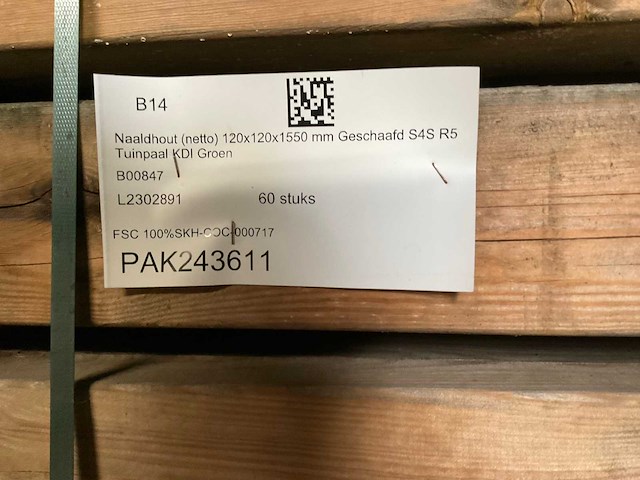 B14
Naaldhout (netto) 120x120x1550 mm Geschaafd S4S R5
Tuinpaal KDI Groen
B00847
L2302891 60 stuks
FSC 100%SKH-COC-000717
PAK243611